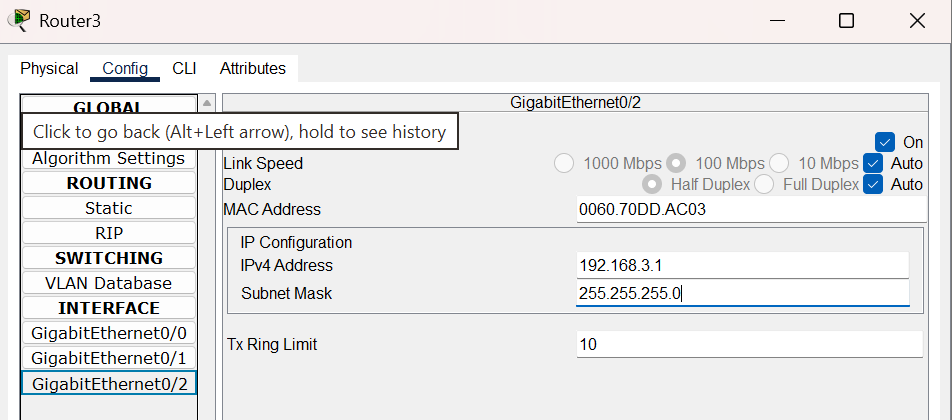 Router3
Physical Config CLI Attributes
GLOBAL
Click to go back (Alt+Left arrow), hold to see history
Algorithm Settings
ROUTING
Static
RIP
SWITCHING
VLAN Database
INTERFACE
GigabitEthernet0/0
GigabitEthernet0/1
GigabitEthernet0/2
GigabitEthernet0/2
On
Link Speed 1000 Mbps 100 Mbps 10 Mbps Auto
Duplex Half Duplex Full Duplex Auto
MAC Address 0060.70DD.AC03
IP Configuration
IPv4 Address 192.168.3.1
Subnet Mask 255.255.255.0
Tx Ring Limit 10